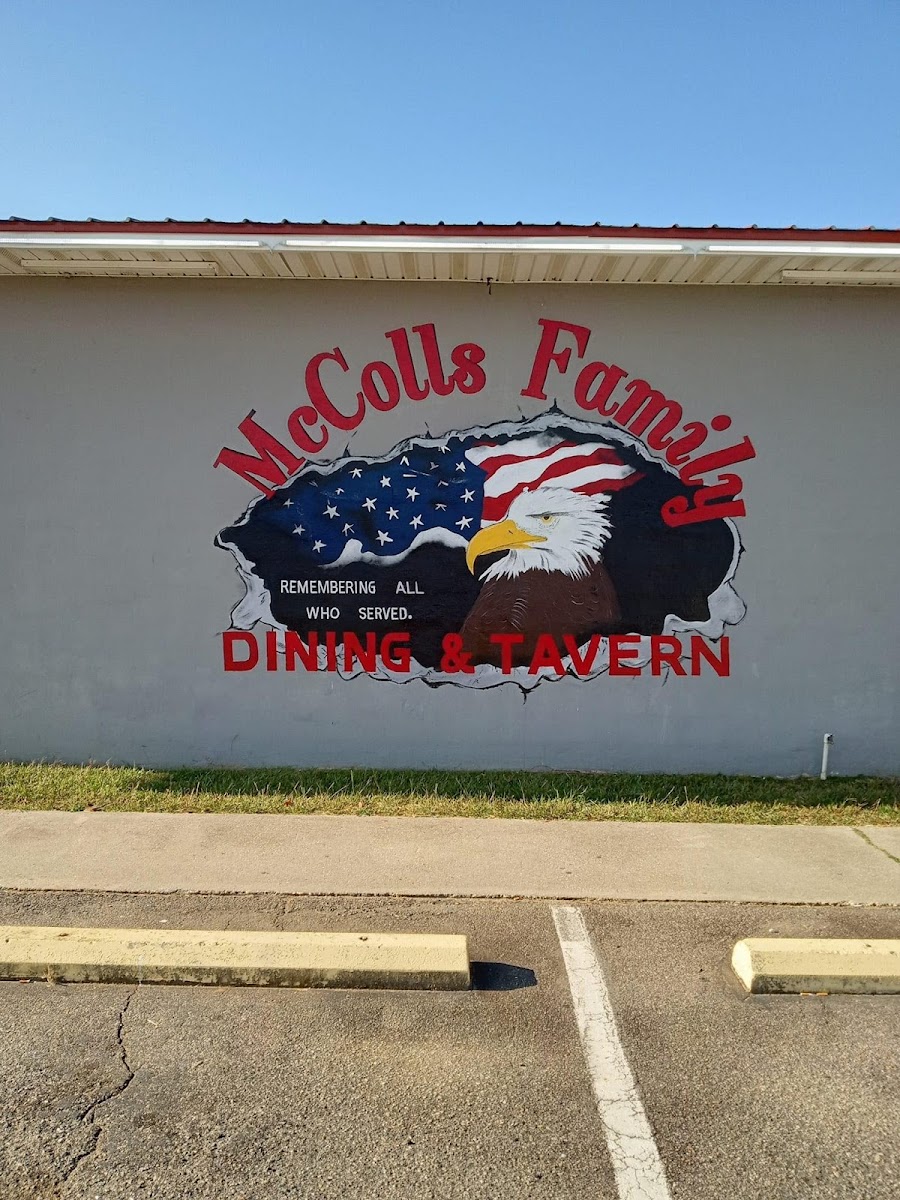 McColls Family
REMEMBERING ALL
WHO SERVED.
DINING & TAVERN